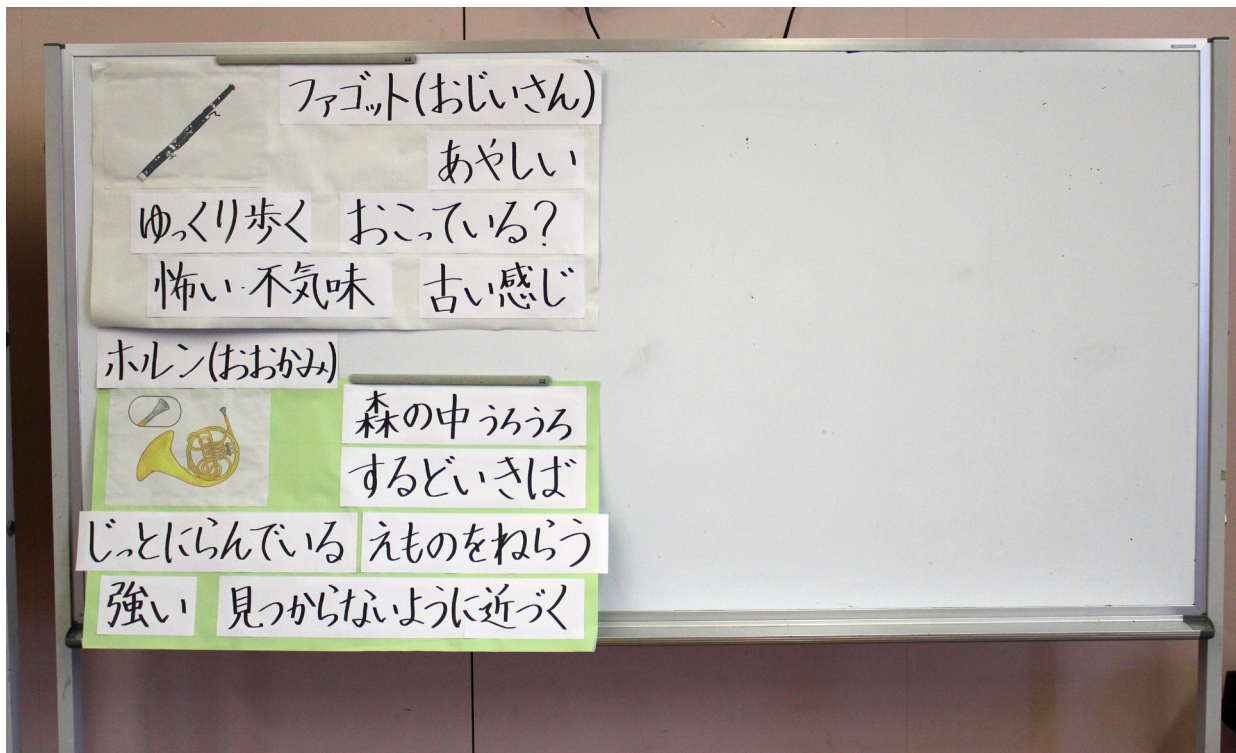 ファゴット(おじいさん)
あやしい
ゆっくり歩く おこっている?
怖い・不気味 古い感じ
ホルン(おおかみ)
森の中うろうろ
するどいきば
じっとにらんでいる えものをねらう
強い 見つからないように近づく